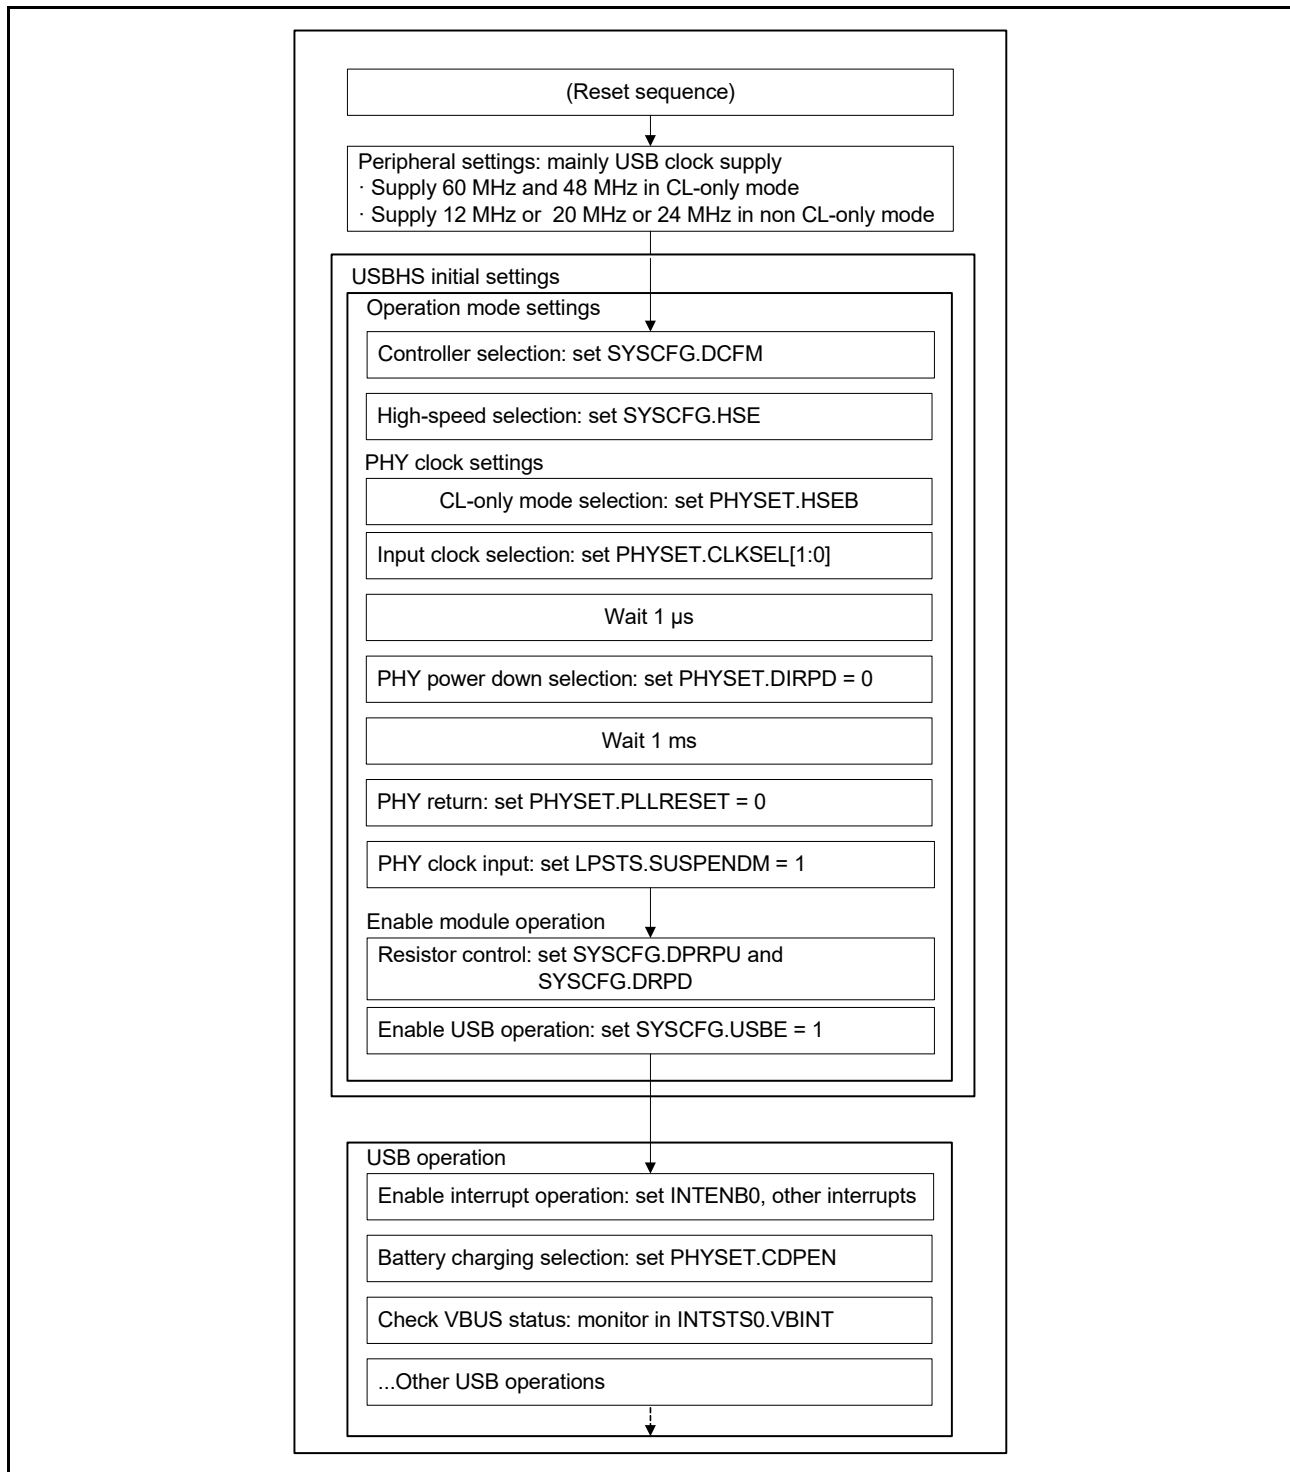 (Reset sequence)
Peripheral settings: mainly USB clock supply
· Supply 60 MHz and 48 MHz in CL-only mode
· Supply 12 MHz or  20 MHz or 24 MHz in non CL-only mode
USBHS initial settings
Operation mode settings
Controller selection: set SYSCFG.DCFM
High-speed selection: set SYSCFG.HSE
PHY clock settings
CL-only mode selection: set PHYSET.HSEB
Input clock selection: set PHYSET.CLKSEL[1:0]
Wait 1 µs
PHY power down selection: set PHYSET.DIRPD = 0
Wait 1 ms
PHY return: set PHYSET.PLLRESET = 0
PHY clock input: set LPSTS.SUSPENDM = 1
Enable module operation
Resistor control: set SYSCFG.DPRPU and
SYSCFG.DRPD
Enable USB operation: set SYSCFG.USBE = 1
USB operation
Enable interrupt operation: set INTENB0, other interrupts
Battery charging selection: set PHYSET.CDPEN
Check VBUS status: monitor in INTSTS0.VBINT
...Other USB operations